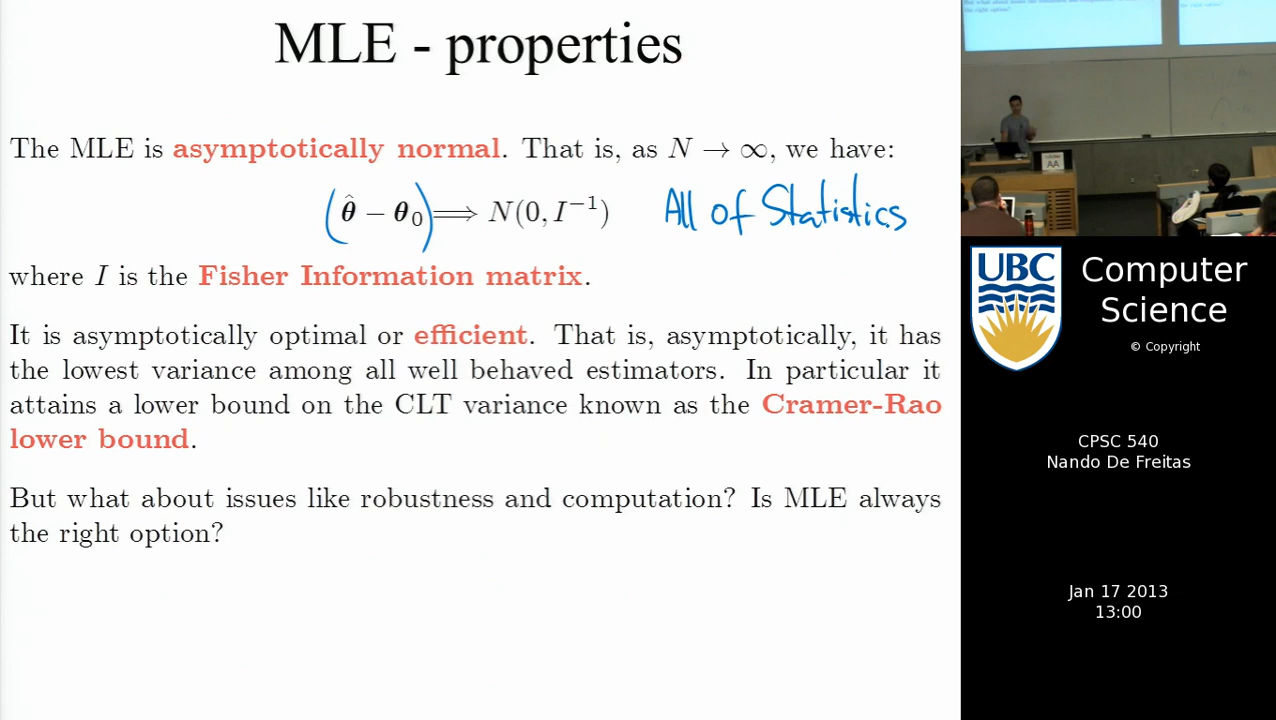 MLE - properties
The MLE is asymptotically normal. That is, as N → ∞, we have:
(θ̂ − θ₀) ⟹ N(0, I⁻¹) All of Statistics
where I is the Fisher Information matrix.
It is asymptotically optimal or efficient. That is, asymptotically, it has
the lowest variance among all well behaved estimators. In particular it
attains a lower bound on the CLT variance known as the Cramer-Rao
lower bound.
But what about issues like robustness and computation? Is MLE always
the right option?
AA
UBC
Computer
Science
© Copyright
CPSC 540
Nando De Freitas
Jan 17 2013
13:00